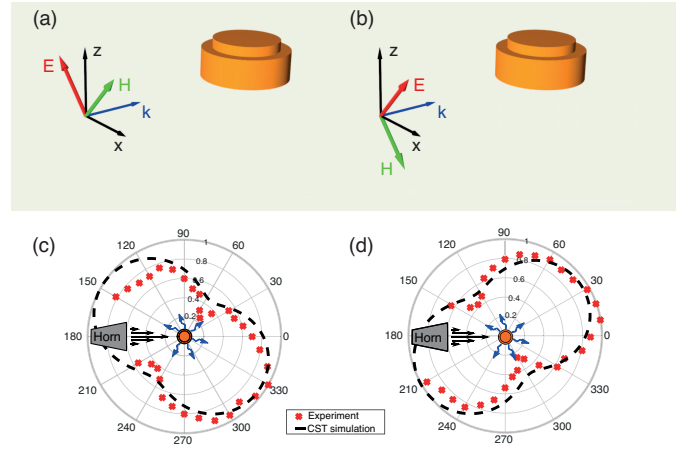 (a)
z
E
H
k
x
(b)
z
E
k
x
H
(c)
90
120
60
150
30
180
0
210
330
240
300
270
1
0.8
0.6
0.4
0.2
Horn
(d)
90
120
60
150
30
180
0
210
330
240
300
270
1
0.8
0.6
0.4
0.2
Horn
Experiment
CST simulation